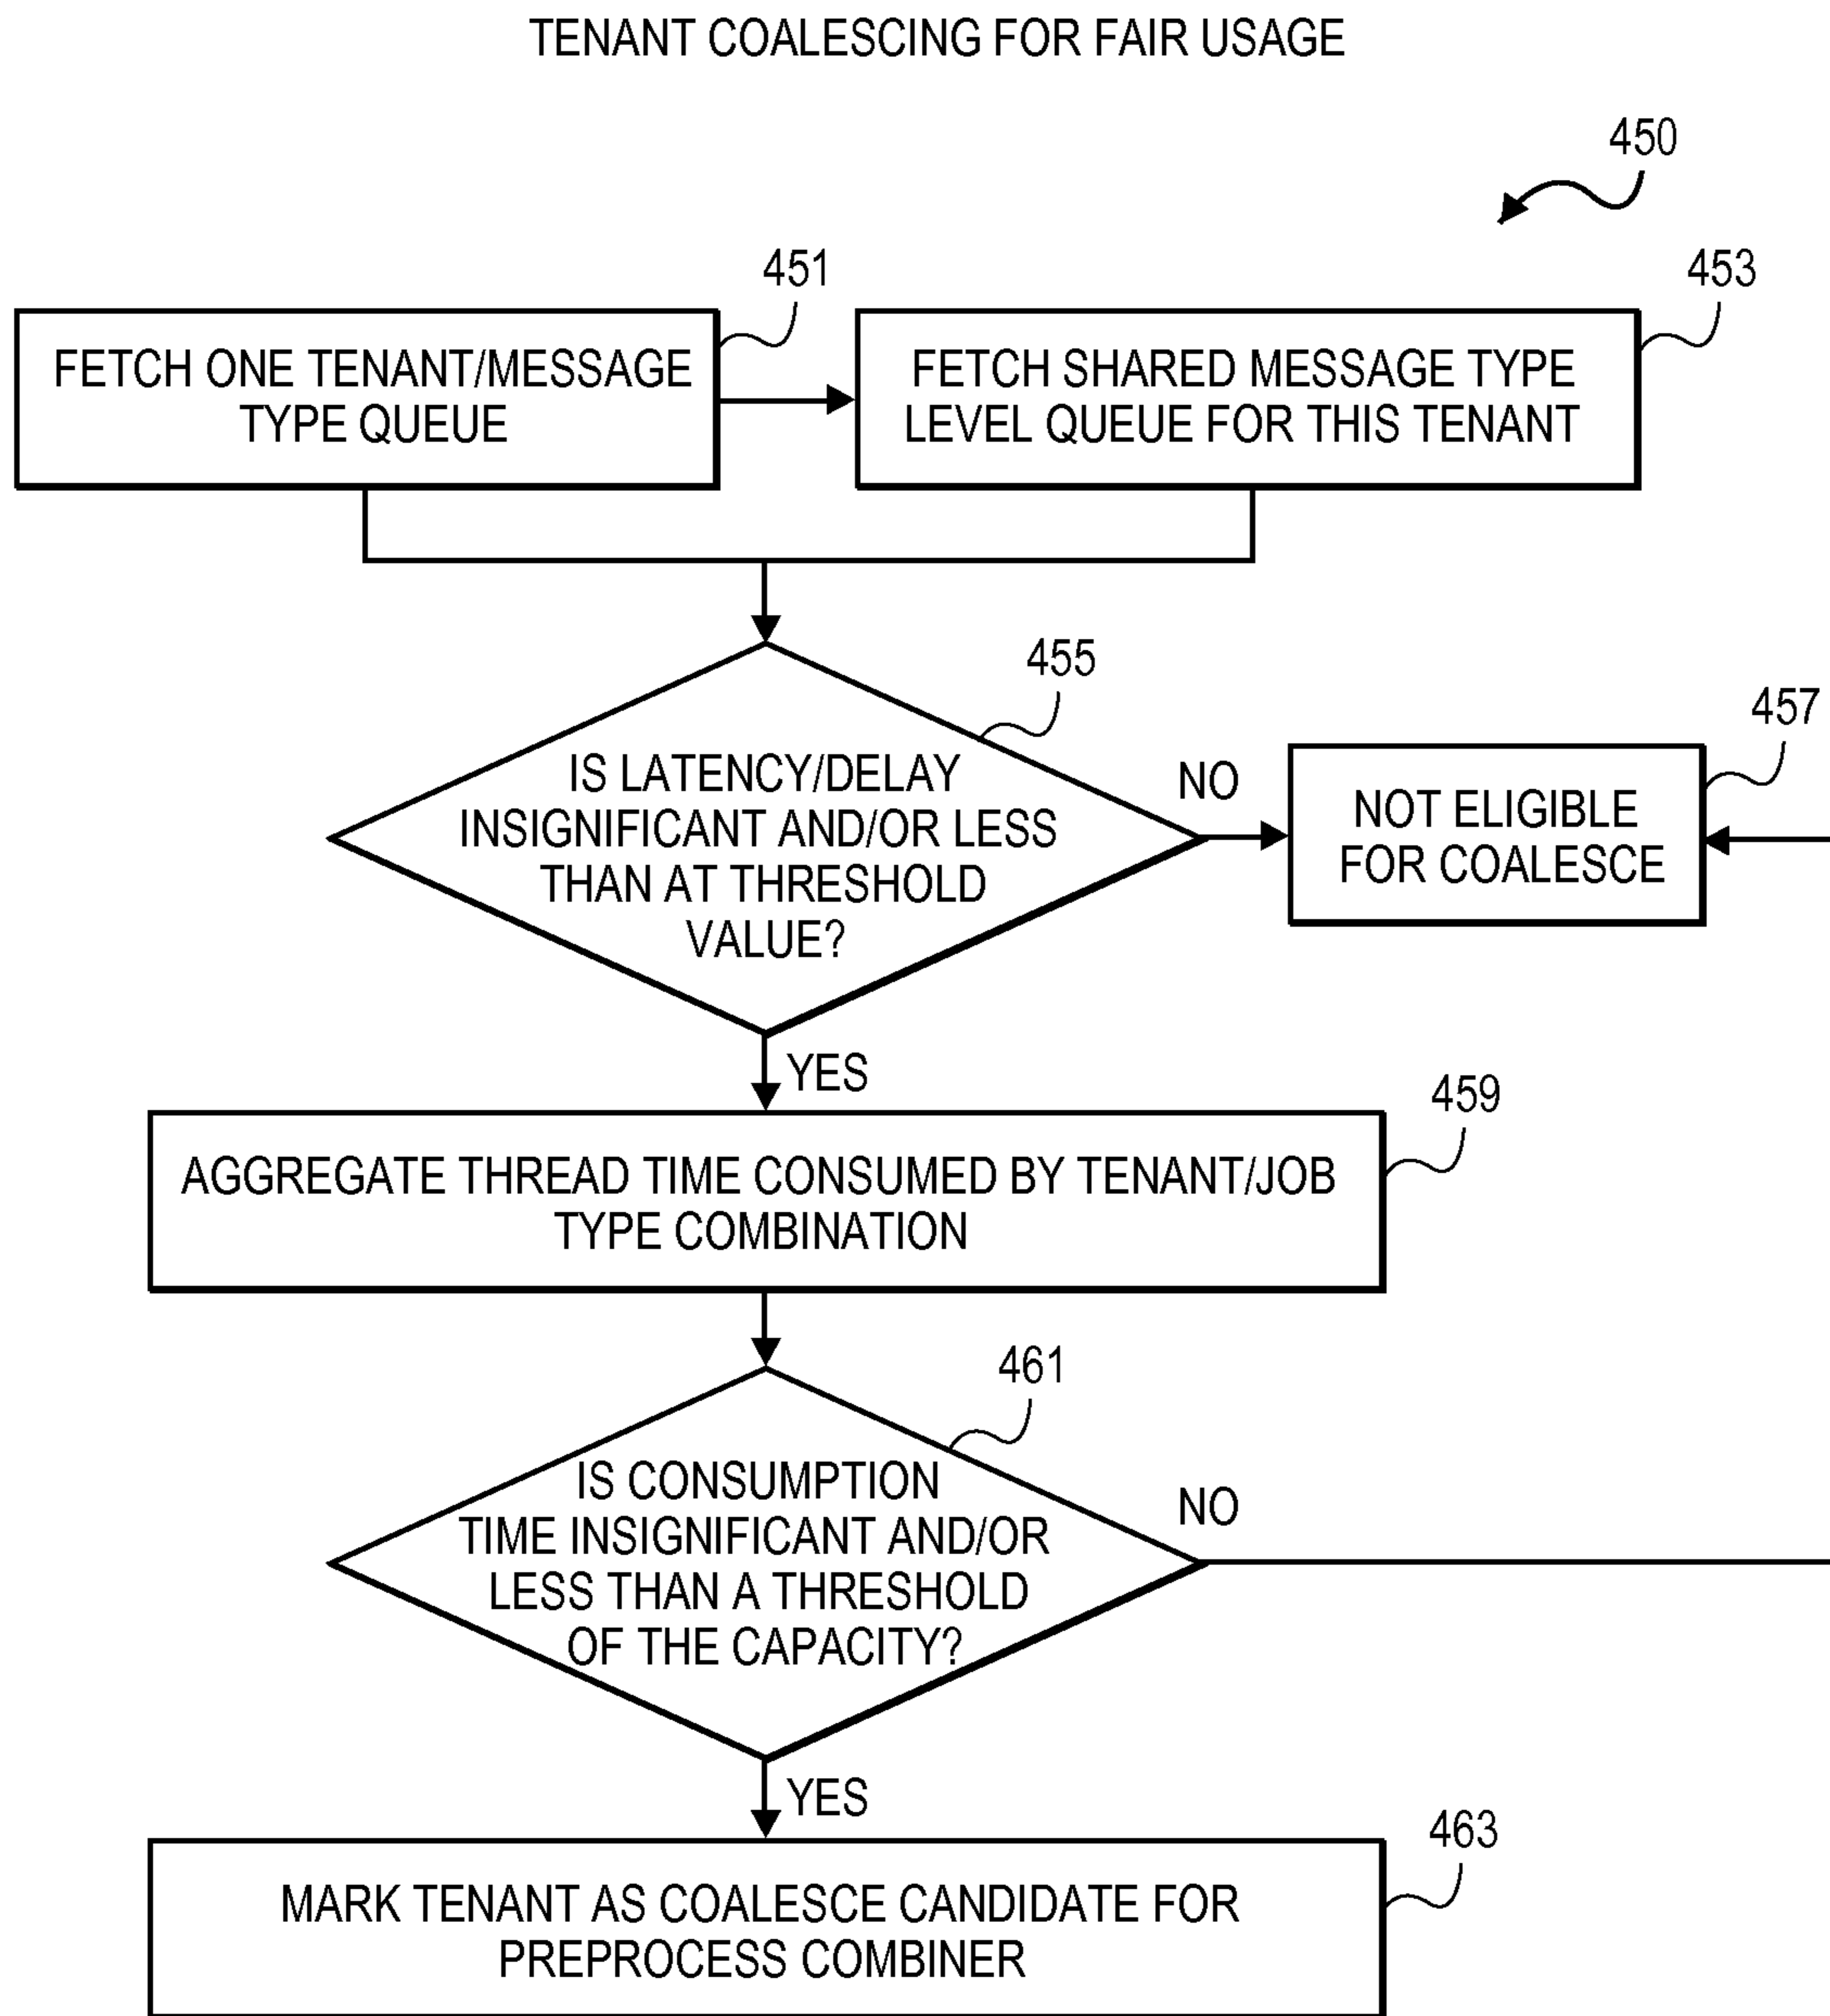 TENANT COALESCING FOR FAIR USAGE
450
451
453
FETCH ONE TENANT/MESSAGE
TYPE QUEUE
FETCH SHARED MESSAGE TYPE
LEVEL QUEUE FOR THIS TENANT
455
457
IS LATENCY/DELAY
INSIGNIFICANT AND/OR LESS
THAN AT THRESHOLD
VALUE?
NO
NOT ELIGIBLE
FOR COALESCE
YES
459
AGGREGATE THREAD TIME CONSUMED BY TENANT/JOB
TYPE COMBINATION
461
IS CONSUMPTION
TIME INSIGNIFICANT AND/OR
LESS THAN A THRESHOLD
OF THE CAPACITY?
NO
YES
463
MARK TENANT AS COALESCE CANDIDATE FOR
PREPROCESS COMBINER